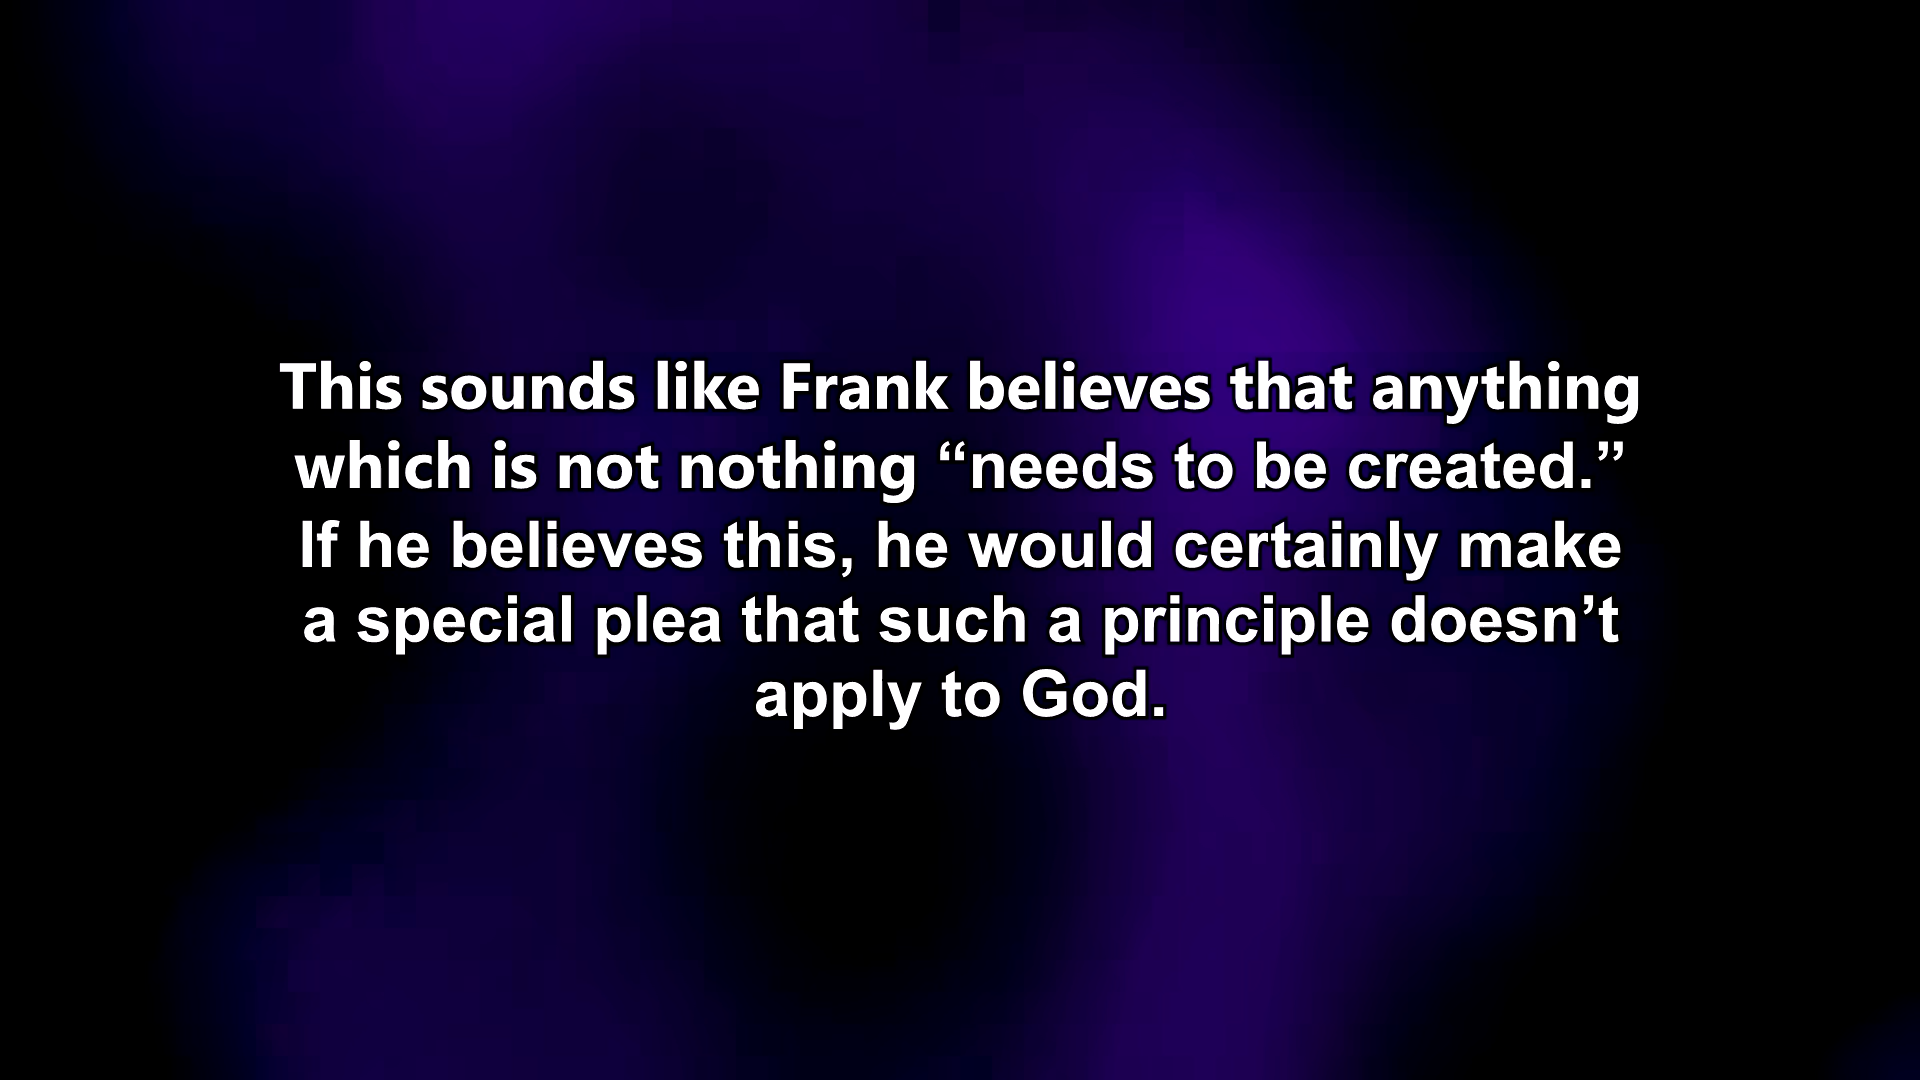 This sounds like Frank believes that anything
which is not nothing “needs to be created.”
If he believes this, he would certainly make
a special plea that such a principle doesn’t
apply to God.